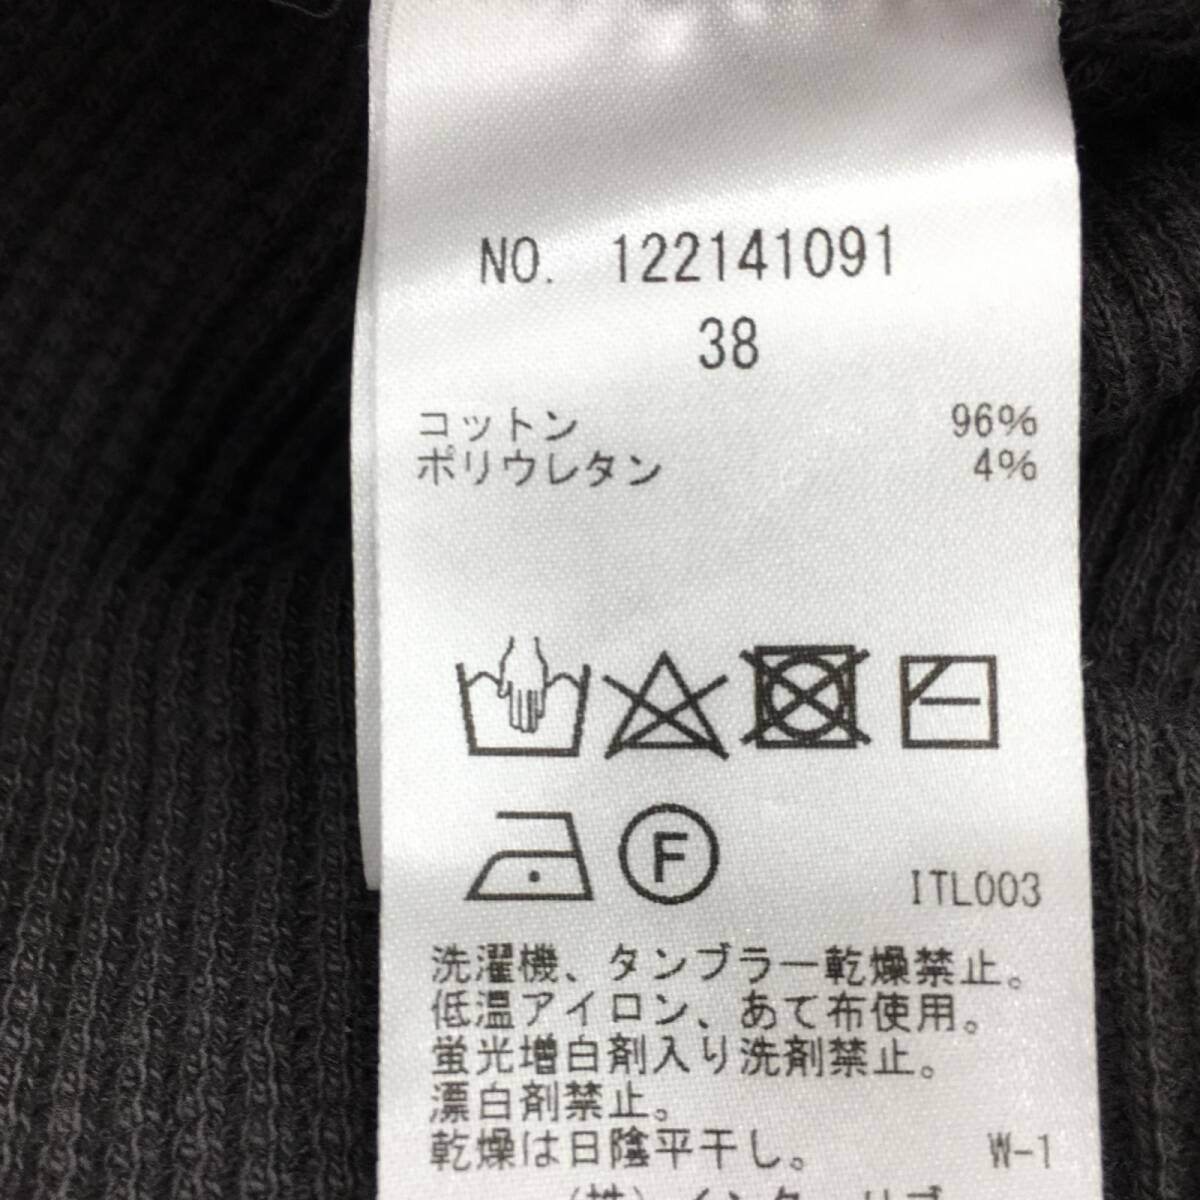 NO. 122141091
38
コットン 96%
ポリウレタン 4%
F
ITL003
洗濯機、タンブラー乾燥禁止。
低温アイロン、あて布使用。
蛍光増白剤入り洗剤禁止。
漂白剤禁止。
乾燥は日陰平干し。 W-1